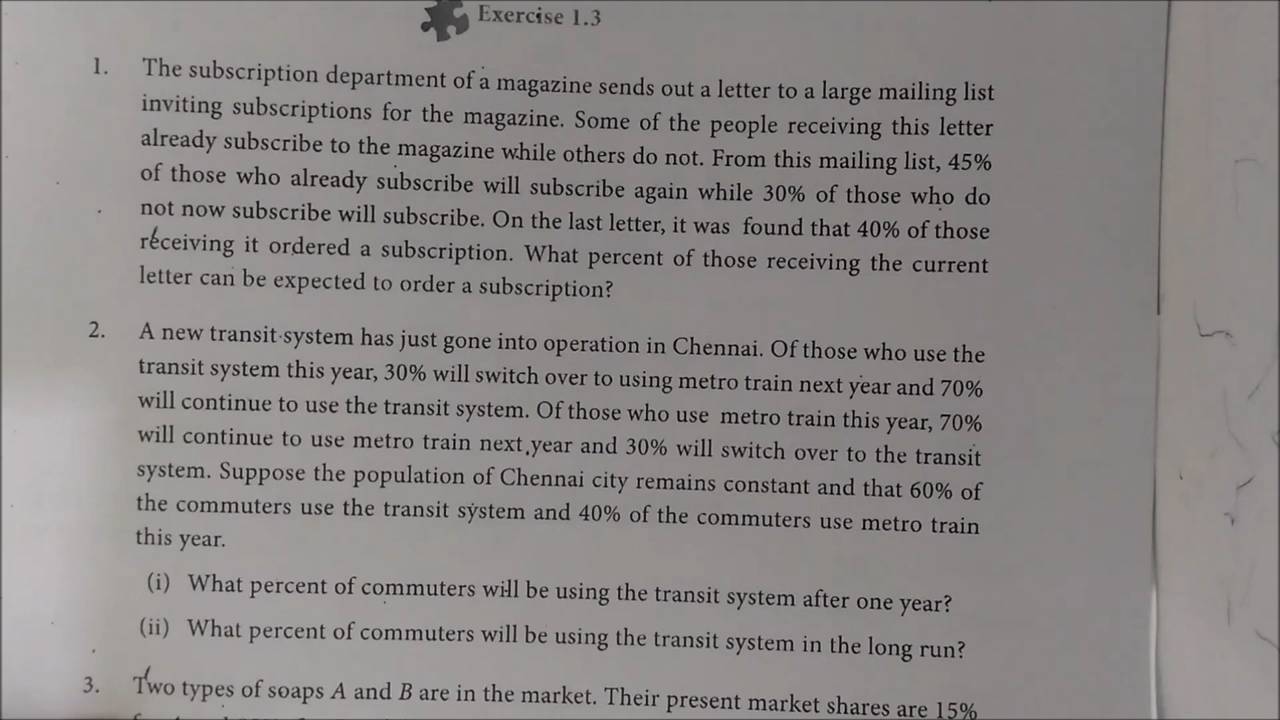 Exercise 1.3
1. The subscription department of a magazine sends out a letter to a large mailing list
inviting subscriptions for the magazine. Some of the people receiving this letter
already subscribe to the magazine while others do not. From this mailing list, 45%
of those who already subscribe will subscribe again while 30% of those who do
not now subscribe will subscribe. On the last letter, it was found that 40% of those
receiving it ordered a subscription. What percent of those receiving the current
letter can be expected to order a subscription?
2. A new transit system has just gone into operation in Chennai. Of those who use the
transit system this year, 30% will switch over to using metro train next year and 70%
will continue to use the transit system. Of those who use metro train this year, 70%
will continue to use metro train next year and 30% will switch over to the transit
system. Suppose the population of Chennai city remains constant and that 60% of
the commuters use the transit system and 40% of the commuters use metro train
this year.
(i) What percent of commuters will be using the transit system after one year?
(ii) What percent of commuters will be using the transit system in the long run?
3. Two types of soaps A and B are in the market. Their present market shares are 15%